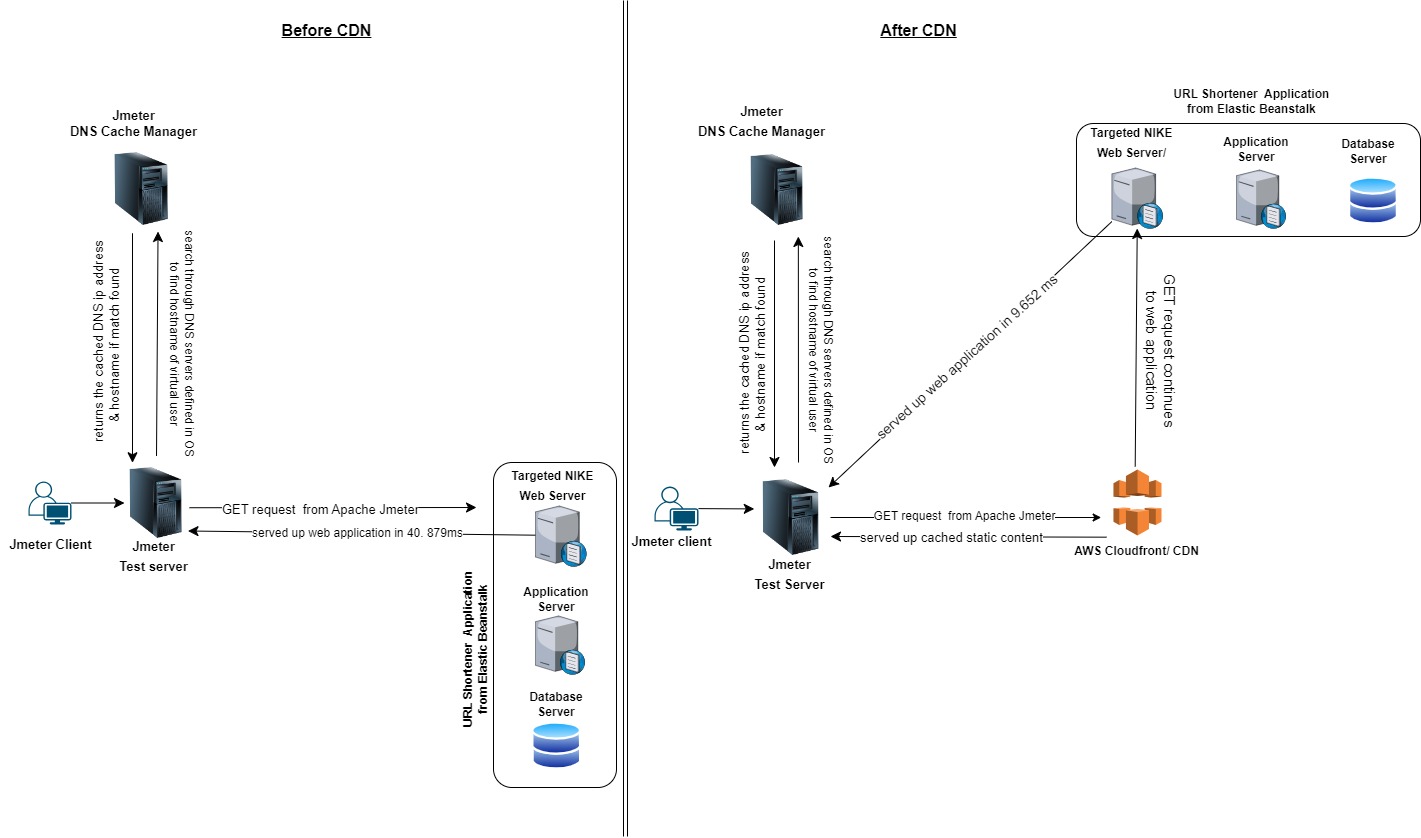 Before CDN
Jmeter
DNS Cache Manager
returns the cached DNS ip address
& hostname if match found
search through DNS servers defined in OS
to find hostname of virtual user
Jmeter Client
Jmeter
Test server
GET request from Apache Jmeter
served up web application in 40. 879ms
URL Shortener Application
from Elastic Beanstalk
Targeted NIKE
Web Server
Application
Server
Database
Server
After CDN
Jmeter
DNS Cache Manager
returns the cached DNS ip address
& hostname if match found
search through DNS servers defined in OS
to find hostname of virtual user
Jmeter client
Jmeter
Test Server
GET request from Apache Jmeter
served up cached static content
AWS Cloudfront/ CDN
GET request continues
to web application
served up web application in 9.652 ms
URL Shortener Application
from Elastic Beanstalk
Targeted NIKE
Web Server/
Application
Server
Database
Server